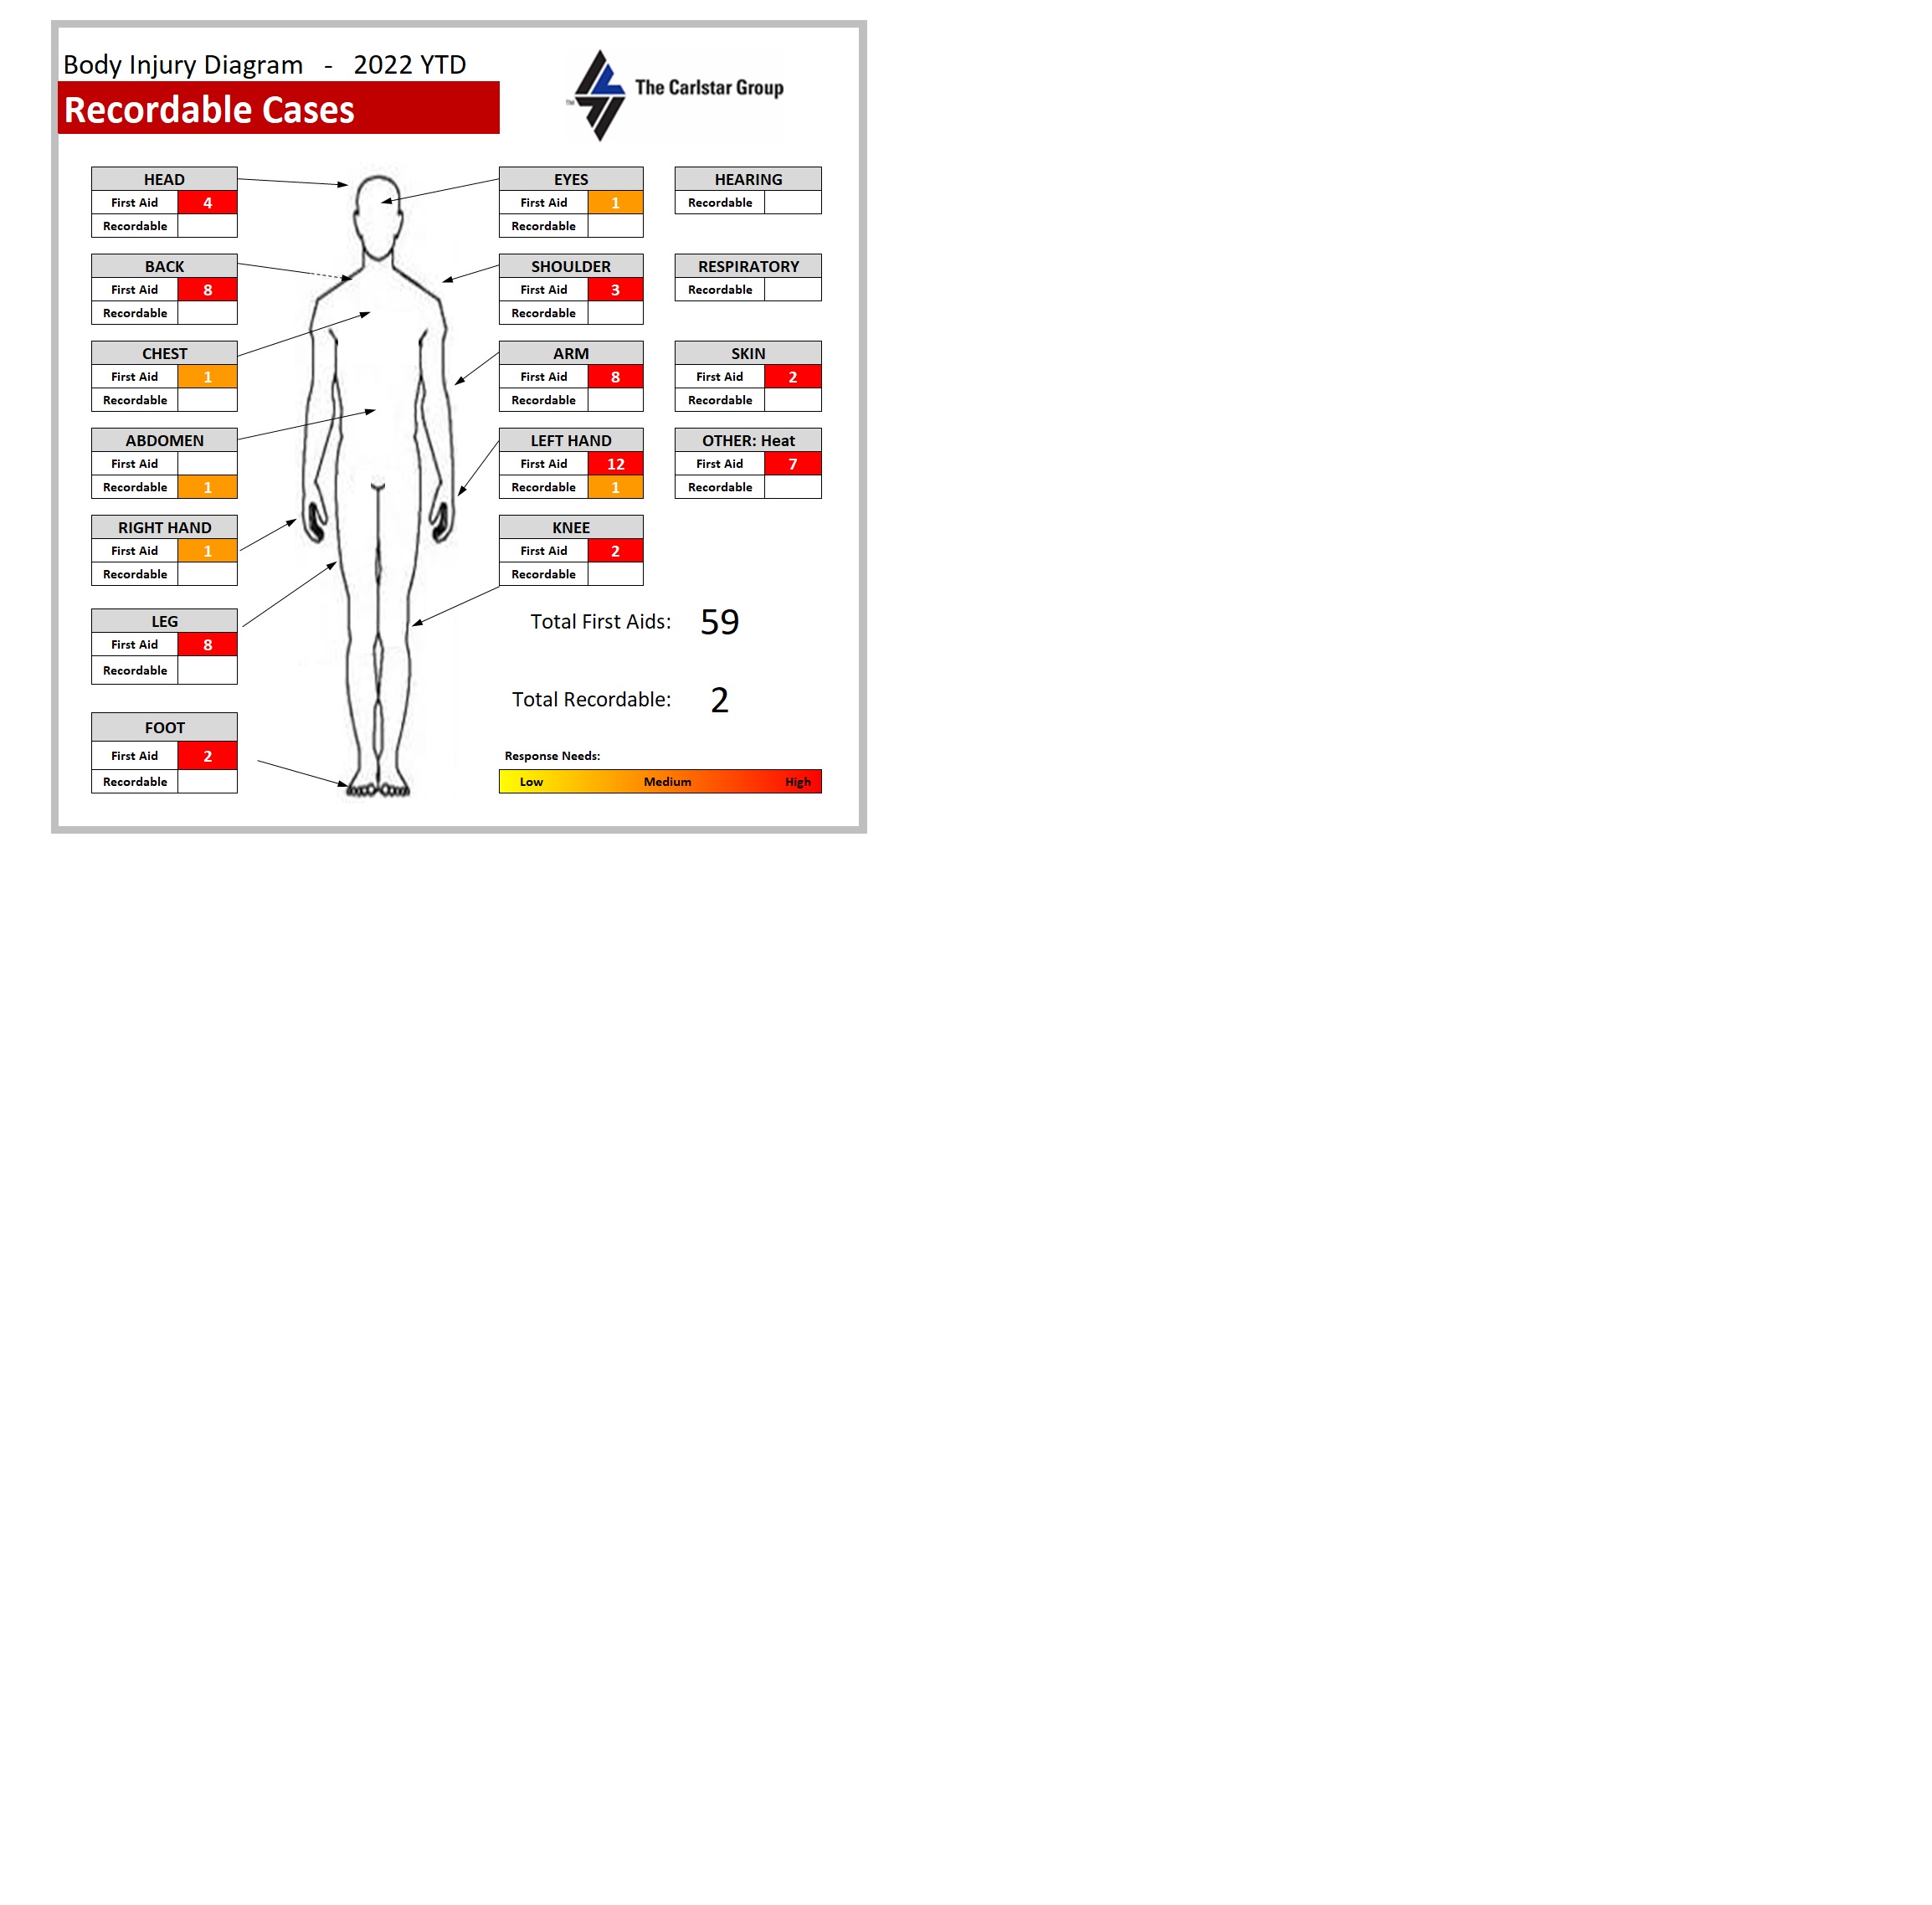 Body Injury Diagram - 2022 YTD
Recordable Cases
TM
The Carlstar Group
HEAD
First Aid 4
Recordable
EYES
First Aid 1
Recordable
HEARING
Recordable
BACK
First Aid 8
Recordable
SHOULDER
First Aid 3
Recordable
RESPIRATORY
Recordable
CHEST
First Aid 1
Recordable
ARM
First Aid 8
Recordable
SKIN
First Aid 2
Recordable
ABDOMEN
First Aid
Recordable 1
LEFT HAND
First Aid 12
Recordable 1
OTHER: Heat
First Aid 7
Recordable
RIGHT HAND
First Aid 1
Recordable
KNEE
First Aid 2
Recordable
LEG
First Aid 8
Recordable
Total First Aids: 59
Total Recordable: 2
FOOT
First Aid 2
Recordable
Response Needs:
Low Medium High